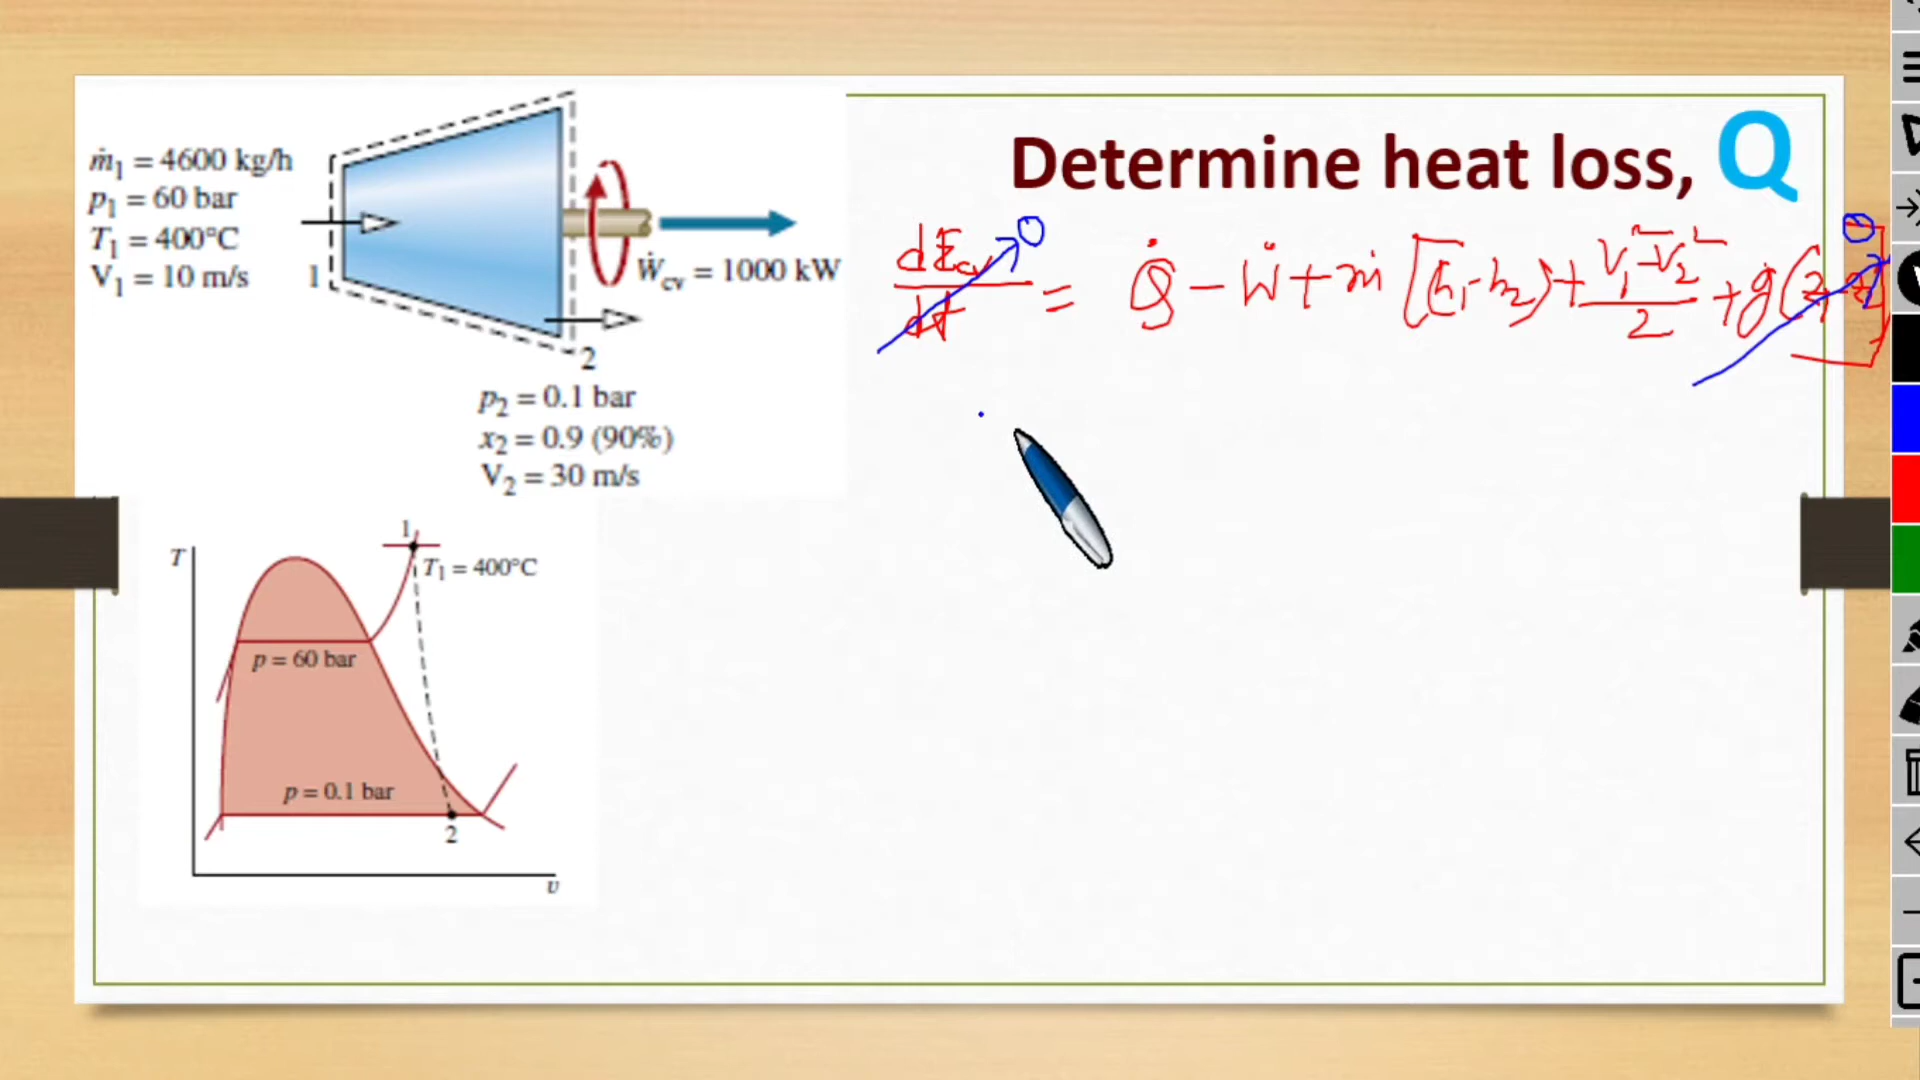 Determine heat loss, Q
ṁ₁ = 4600 kg/h
p₁ = 60 bar
T₁ = 400°C
V₁ = 10 m/s
1
Ẇcv = 1000 kW
2
p₂ = 0.1 bar
x₂ = 0.9 (90%)
V₂ = 30 m/s
dEcv/dt 0 = Q̇ - Ẇ + ṁ [(h₁-h₂) + V₁²-V₂²/2 + g(z₁-z₂)] 0
T
1
T₁ = 400°C
p = 60 bar
p = 0.1 bar
2
υ